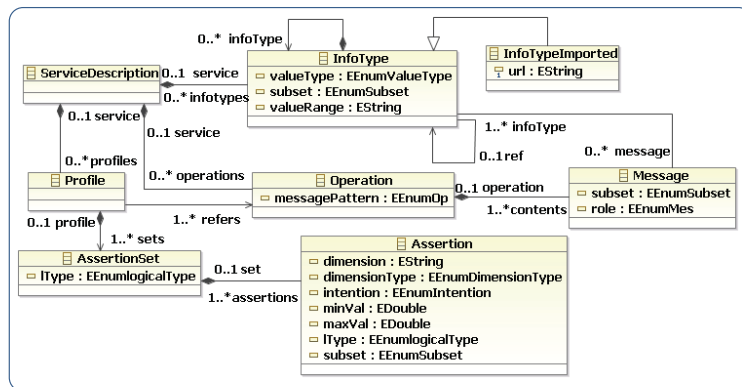 0..* infoType
InfoType
valueType : EEnumValueType
subset : EEnumSubset
valueRange : EString
InfoTypeImported
url : EString
ServiceDescription
0..1 service
0..* infotypes
0..1 service
0..1 service
1..* infoType
0..1 ref
0..* message
0..* profiles
0..* operations
Profile
Operation
messagePattern : EEnumOp
0..1 operation
1..* contents
Message
subset : EEnumSubset
role : EEnumMes
0..1 profile
1..* refers
1..* sets
AssertionSet
lType : EEnumlogicalType
0..1 set
1..* assertions
Assertion
dimension : EString
dimensionType : EEnumDimensionType
intention : EEnumIntention
minVal : EDouble
maxVal : EDouble
lType : EEnumlogicalType
subset : EEnumSubset